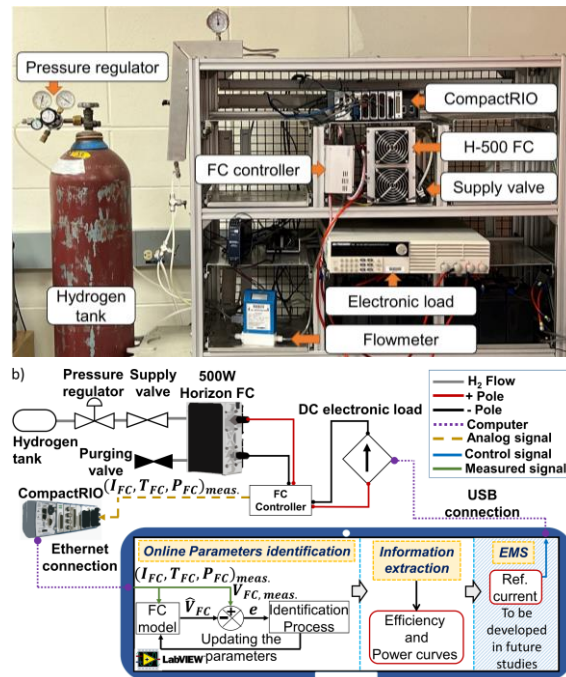 Pressure regulator
CompactRIO
H-500 FC
FC controller
Supply valve
Hydrogen
tank
Electronic load
Flowmeter
b)
Pressure
regulator
Supply
valve
500W
Horizon FC
H₂ Flow
+ Pole
- Pole
Computer
Analog signal
Control signal
Measured signal
DC electronic load
Hydrogen
tank
Purging
valve
CompactRIO
(I_FC, T_FC, P_FC)meas.
FC
Controller
USB
connection
Ethernet
connection
Online Parameters identification
Information
extraction
EMS
(I_FC, T_FC, P_FC)meas.
V_FC, meas.
FC
model
V̂_FC
- +
e
Identification
Process
Updating the
parameters
LabVIEW
Efficiency
and
Power curves
Ref.
current
To be
developed
in future
studies